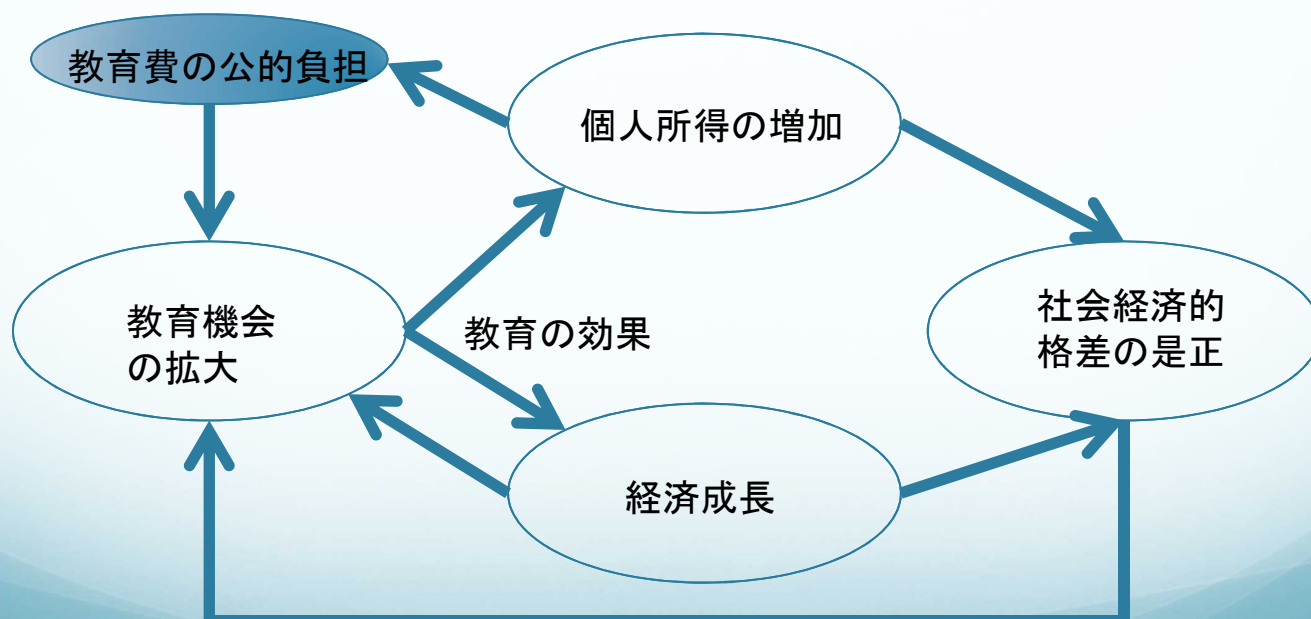 教育費の公的負担
個人所得の増加
教育機会
の拡大
教育の効果
社会経済的
格差の是正
経済成長